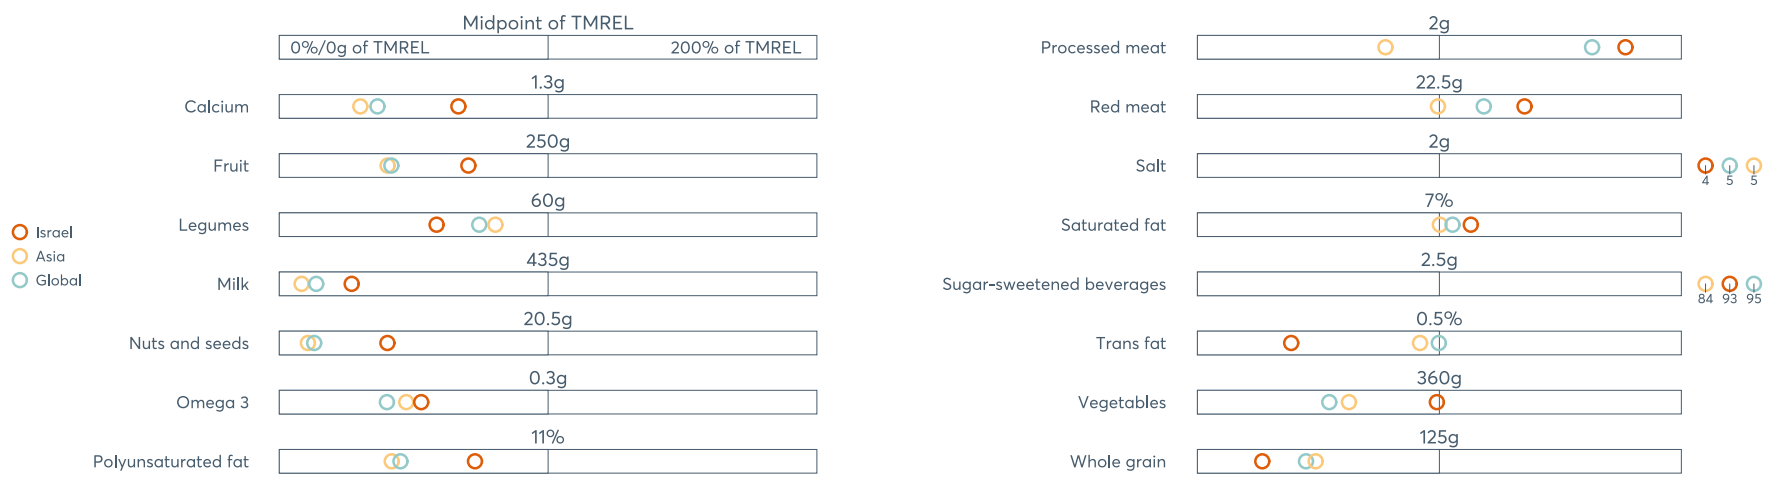 Midpoint of TMREL
0%/0g of TMREL 200% of TMREL
1.3g
Calcium
250g
Fruit
60g
Legumes
435g
Milk
20.5g
Nuts and seeds
0.3g
Omega 3
11%
Polyunsaturated fat
Israel
Asia
Global
2g
Processed meat
22.5g
Red meat
2g
Salt
4 5 5
7%
Saturated fat
2.5g
Sugar-sweetened beverages
84 93 95
0.5%
Trans fat
360g
Vegetables
125g
Whole grain